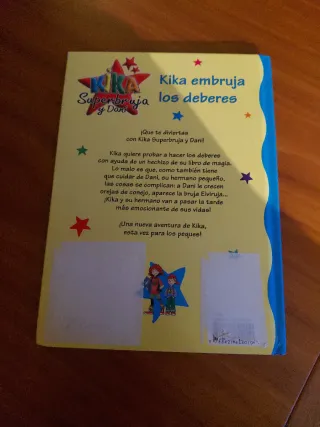 KIKA
Superbruja
y Dani
Kika embruja
los deberes
¡Que te diviertas
con Kika Superbruja y Dani!
Kika quiere probar a hacer los deberes
con ayuda de un hechizo de su libro de magia.
Lo malo es que, como también tiene
que cuidar de Dani, su hermano pequeño,
las cosas se complican: a Dani le crecen
orejas de conejo, aparece la bruja Elviruja...
¡Kika y su hermano van a pasar la tarde
más emocionante de sus vidas!
¡Una nueva aventura de Kika,
esta vez para los peques!